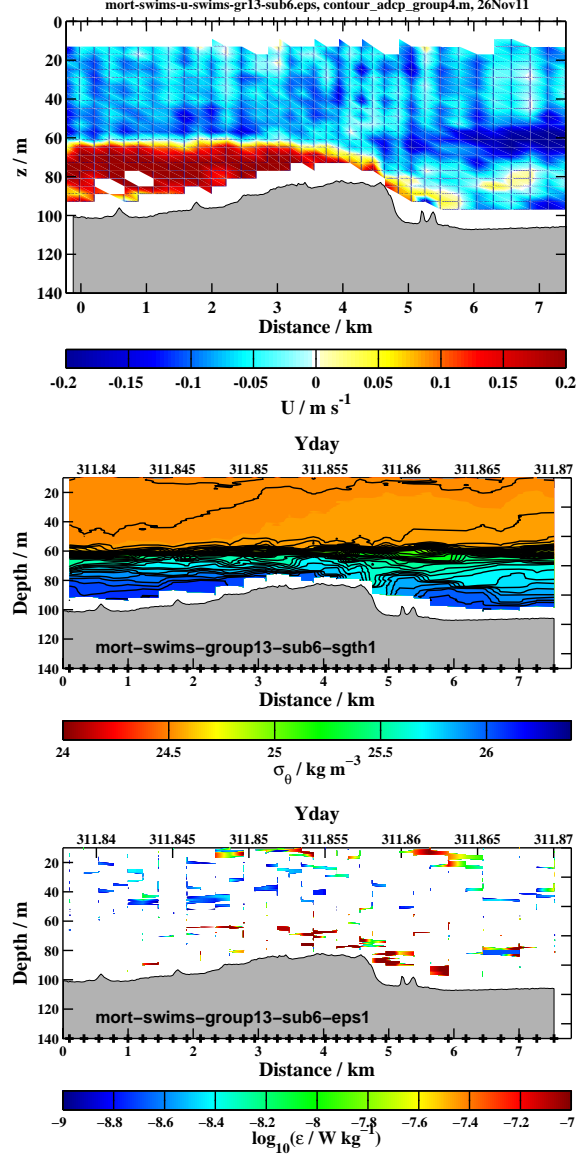 mort-swims-u-swims-gr13-sub6.eps, contour_adcp_group4.m, 26Nov11
0
20
40
60
80
100
120
140
z / m
0 1 2 3 4 5 6 7
Distance / km
-0.2 -0.15 -0.1 -0.05 0 0.05 0.1 0.15 0.2
U / m s⁻¹
Yday
311.84 311.845 311.85 311.855 311.86 311.865 311.87
20
40
60
80
100
120
140
Depth / m
mort-swims-group13-sub6-sgth1
0 1 2 3 4 5 6 7
Distance / km
24 24.5 25 25.5 26
σ_θ / kg m⁻³
Yday
311.84 311.845 311.85 311.855 311.86 311.865 311.87
20
40
60
80
100
120
140
Depth / m
mort-swims-group13-sub6-eps1
0 1 2 3 4 5 6 7
Distance / km
-9 -8.6 -8.4 -8.2 -8 -7.8 -7.6 -7.4 -7.2 -7
log₁₀(ε / W kg⁻¹)